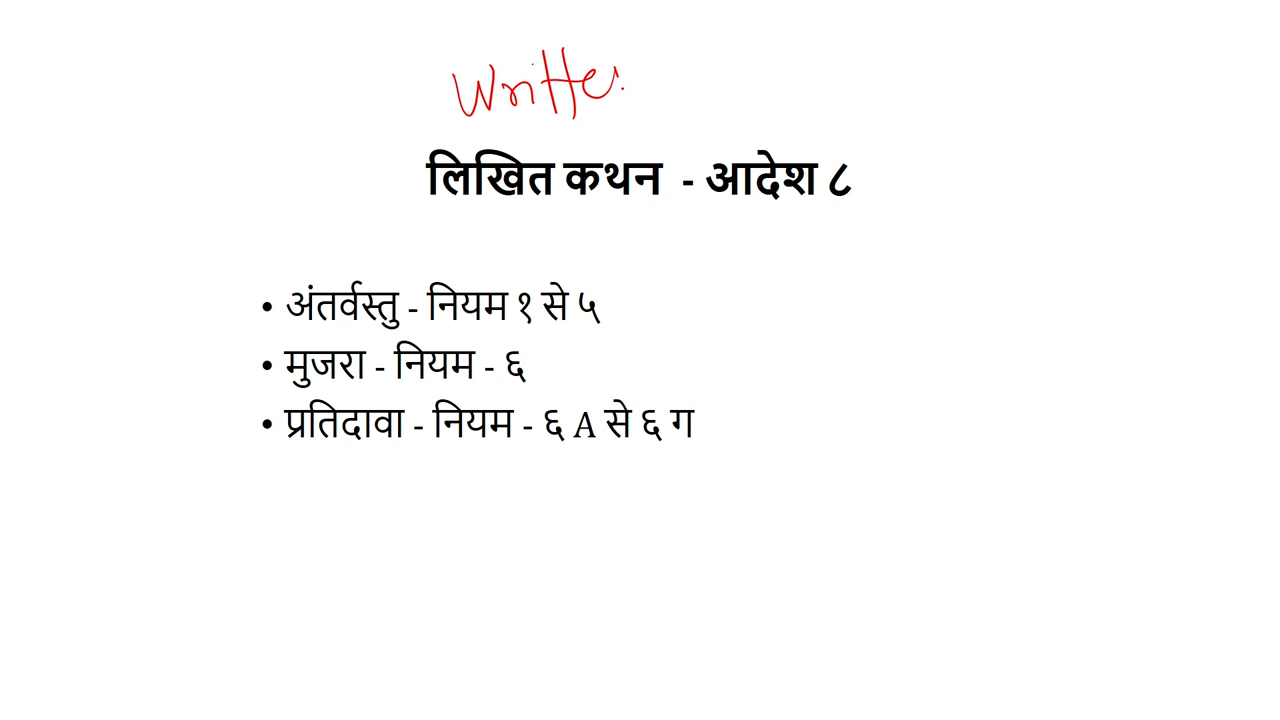 Writte
लिखित कथन - आदेश ८
• अंतर्वस्तु - नियम १ से ५
• मुजरा - नियम - ६
• प्रतिदावा - नियम - ६ A से ६ ग